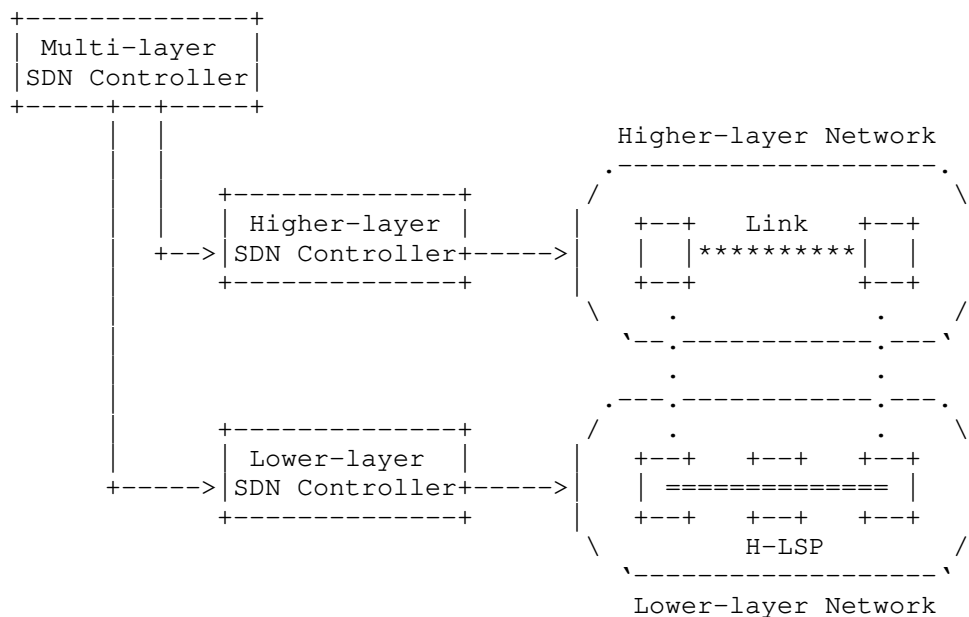 Multi-layer
SDN Controller
Higher-layer Network
Higher-layer
SDN Controller
Link
Lower-layer
SDN Controller
H-LSP
Lower-layer Network